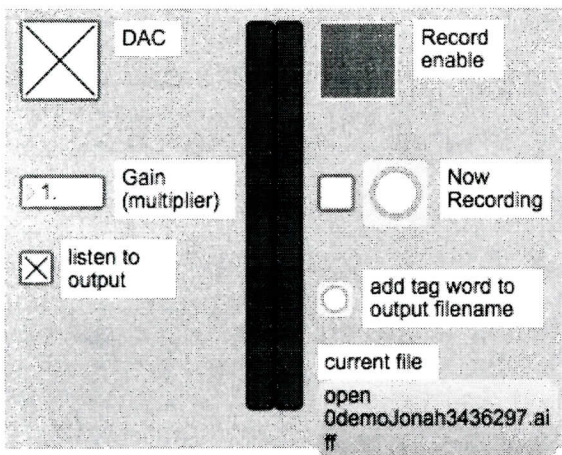 DAC
Record
enable
1.
Gain
(multiplier)
Now
Recording
listen to
output
add tag word to
output filename
current file
open
0demoJonah3436297.ai
ff